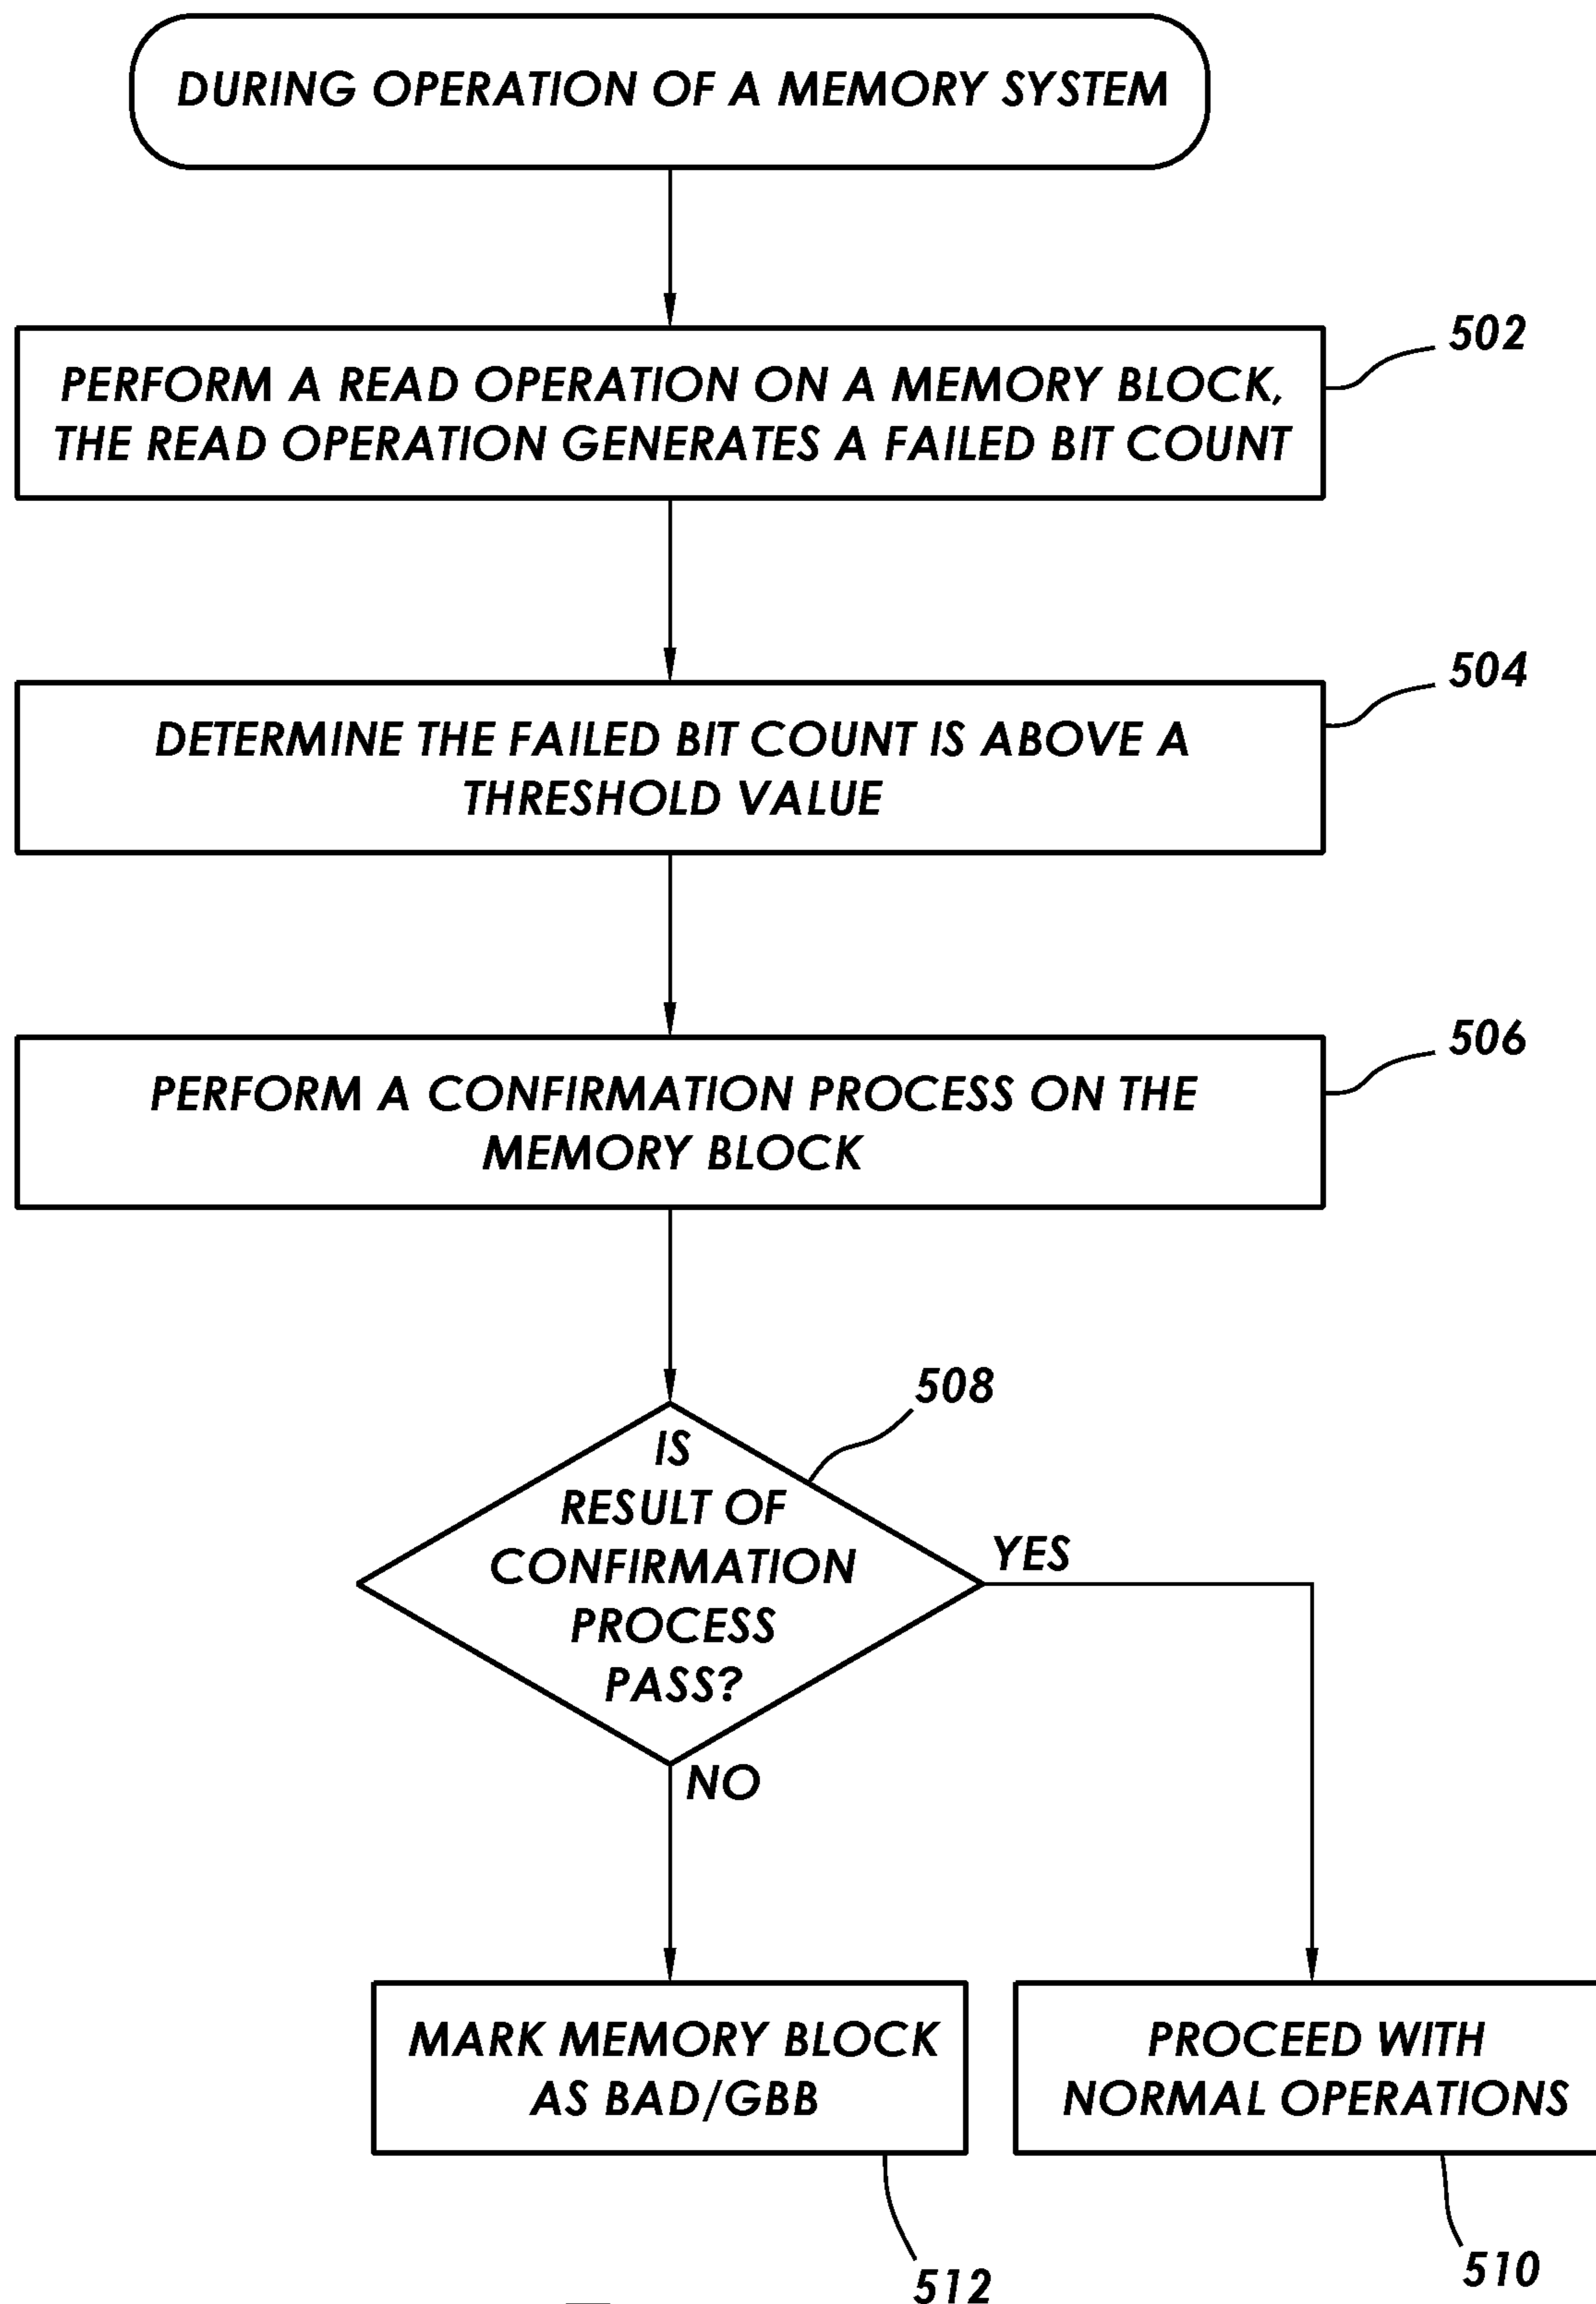 DURING OPERATION OF A MEMORY SYSTEM
502
PERFORM A READ OPERATION ON A MEMORY BLOCK,
THE READ OPERATION GENERATES A FAILED BIT COUNT
504
DETERMINE THE FAILED BIT COUNT IS ABOVE A
THRESHOLD VALUE
506
PERFORM A CONFIRMATION PROCESS ON THE
MEMORY BLOCK
508
IS
RESULT OF
CONFIRMATION
PROCESS
PASS?
YES
NO
MARK MEMORY BLOCK
AS BAD/GBB
PROCEED WITH
NORMAL OPERATIONS
512
510